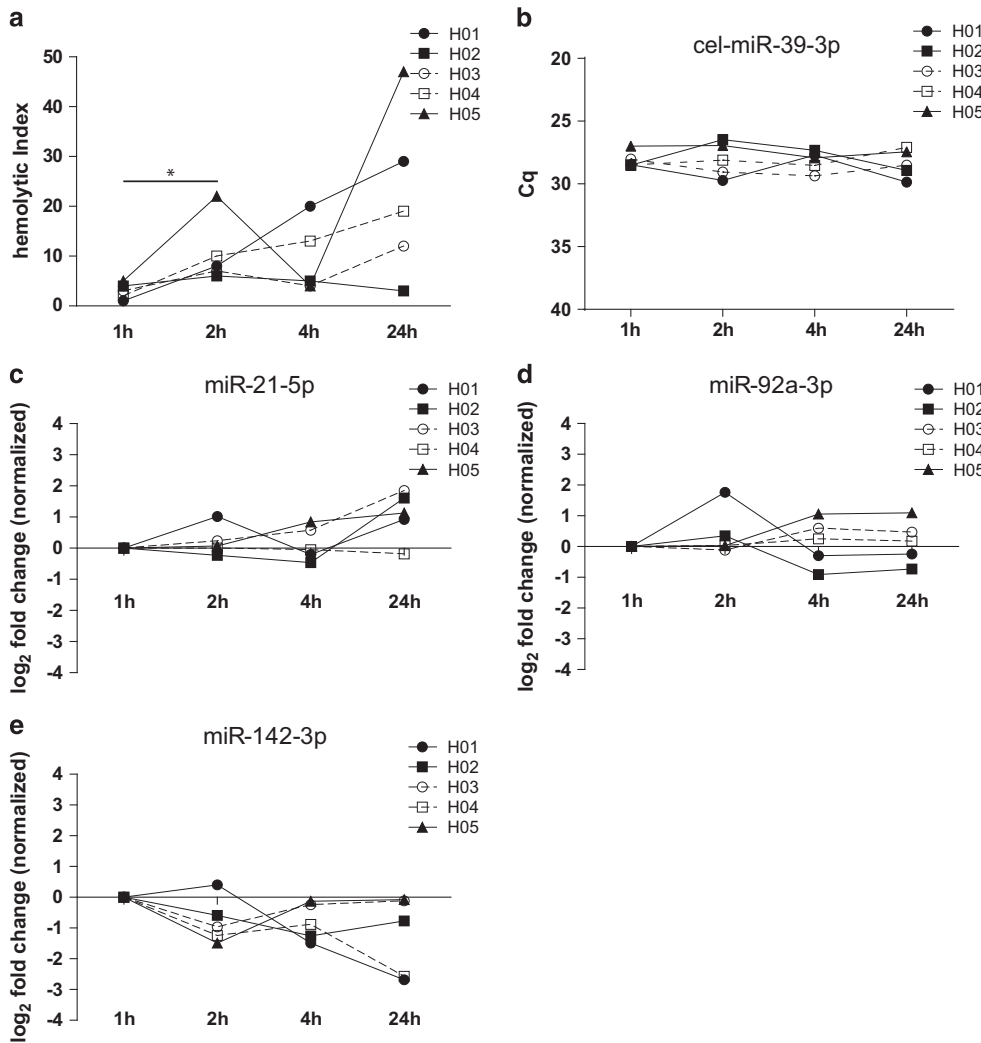 a
hemolytic index
50
40
30
20
10
0
1h 2h 4h 24h
*
H01
H02
H03
H04
H05
b
cel-miR-39-3p
Cq
20
25
30
35
40
1h 2h 4h 24h
H01
H02
H03
H04
H05
c
miR-21-5p
log2 fold change (normalized)
4
3
2
1
0
-1
-2
-3
-4
1h 2h 4h 24h
H01
H02
H03
H04
H05
d
miR-92a-3p
log2 fold change (normalized)
4
3
2
1
0
-1
-2
-3
-4
1h 2h 4h 24h
H01
H02
H03
H04
H05
e
miR-142-3p
log2 fold change (normalized)
4
3
2
1
0
-1
-2
-3
-4
1h 2h 4h 24h
H01
H02
H03
H04
H05